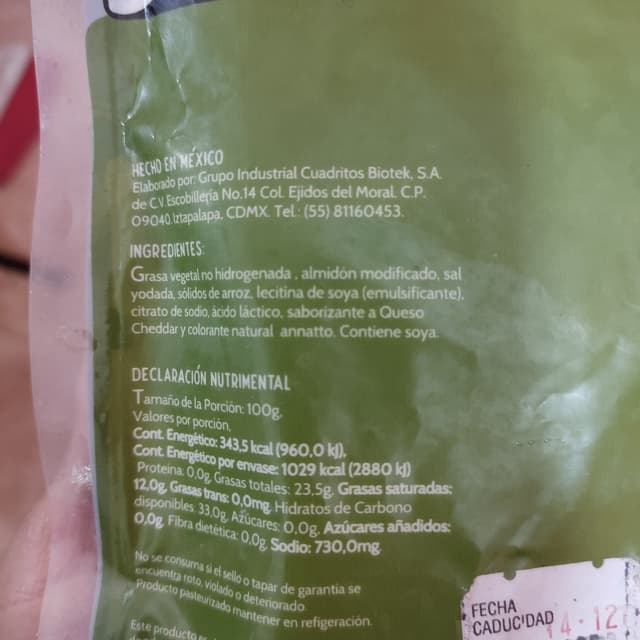 HECHO EN MÉXICO
Elaborado por: Grupo Industrial Cuadritos Biotek, S.A.
de C.V. Escobillería No.14 Col. Ejidos del Moral. C.P.
09040, Iztapalapa, CDMX. Tel.: (55) 81160453.
INGREDIENTES:
Grasa vegetal no hidrogenada , almidón modificado, sal
yodada, sólidos de arroz, lecitina de soya (emulsificante),
citrato de sodio, ácido láctico, saborizante a Queso
Cheddar y colorante natural annatto. Contiene soya.
DECLARACIÓN NUTRIMENTAL
Tamaño de la Porción: 100g.
Valores por porción,
Cont. Energético: 343,5 kcal (960,0 kJ),
Cont. Energético por envase: 1029 kcal (2880 kJ)
Proteína: 0,0g, Grasas totales: 23,5g. Grasas saturadas:
12,0g, Grasas trans: 0,0mg, Hidratos de Carbono
disponibles: 33,0g, Azúcares: 0,0g, Azúcares añadidos:
0,0g, Fibra dietética: 0,0g, Sodio: 730,0mg
No se consuma si el sello o tapar de garantía se
encuentra roto, violado o deteriorado
Producto pasteurizado mantener en refrigeración.
Este producto
FECHA
CADUCIDAD 4·12